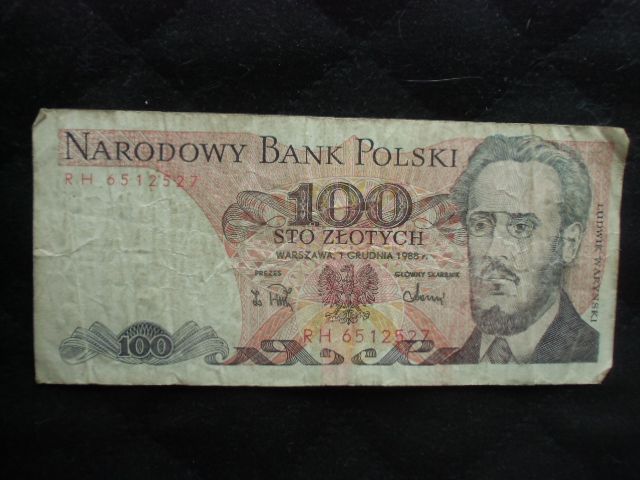 NARODOWY BANK POLSKI
RH 6512527
100
STO ZŁOTYCH
WARSZAWA, 1 GRUDNIA 1988 r.
PREZES
GŁÓWNY SKARBNIK
RH 6512527
100
LUDWIK WARYŃSKI